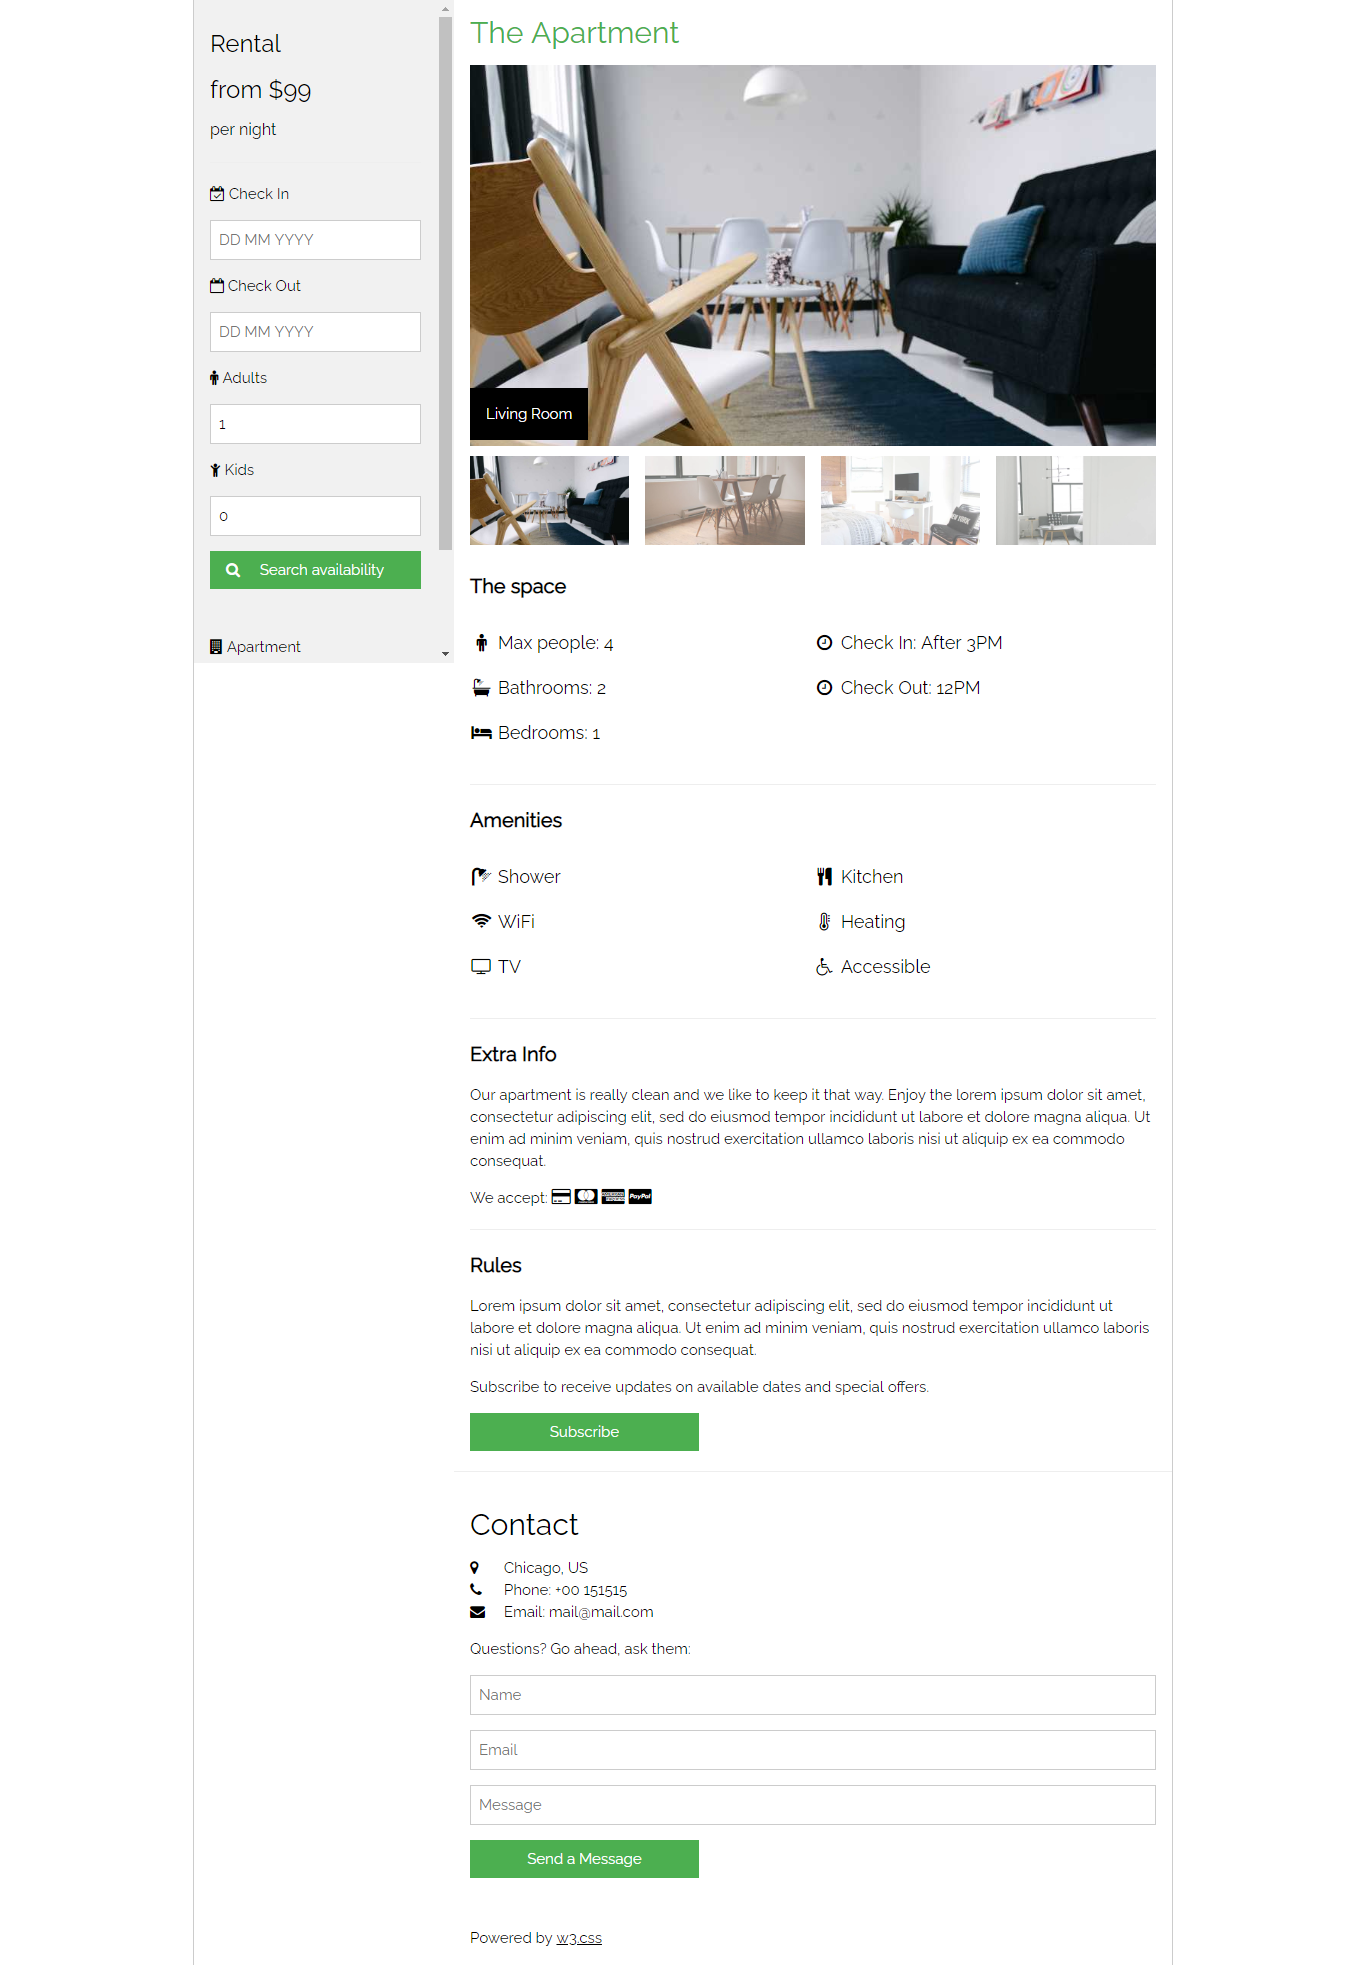 Rental
from $99
per night
Check In
DD MM YYYY
Check Out
DD MM YYYY
Adults
1
Kids
0
Search availability
Apartment
The Apartment
Living Room
The space
Max people: 4
Bathrooms: 2
Bedrooms: 1
Check In: After 3PM
Check Out: 12PM
Amenities
Shower
WiFi
TV
Kitchen
Heating
Accessible
Extra Info
Our apartment is really clean and we like to keep it that way. Enjoy the lorem ipsum dolor sit amet,
consectetur adipiscing elit, sed do eiusmod tempor incididunt ut labore et dolore magna aliqua. Ut
enim ad minim veniam, quis nostrud exercitation ullamco laboris nisi ut aliquip ex ea commodo
consequat.
We accept: PayPal
Rules
Lorem ipsum dolor sit amet, consectetur adipiscing elit, sed do eiusmod tempor incididunt ut
labore et dolore magna aliqua. Ut enim ad minim veniam, quis nostrud exercitation ullamco laboris
nisi ut aliquip ex ea commodo consequat.
Subscribe to receive updates on available dates and special offers.
Subscribe
Contact
Chicago, US
Phone: +00 151515
Email: mail@mail.com
Questions? Go ahead, ask them:
Name
Email
Message
Send a Message
Powered by w3.css